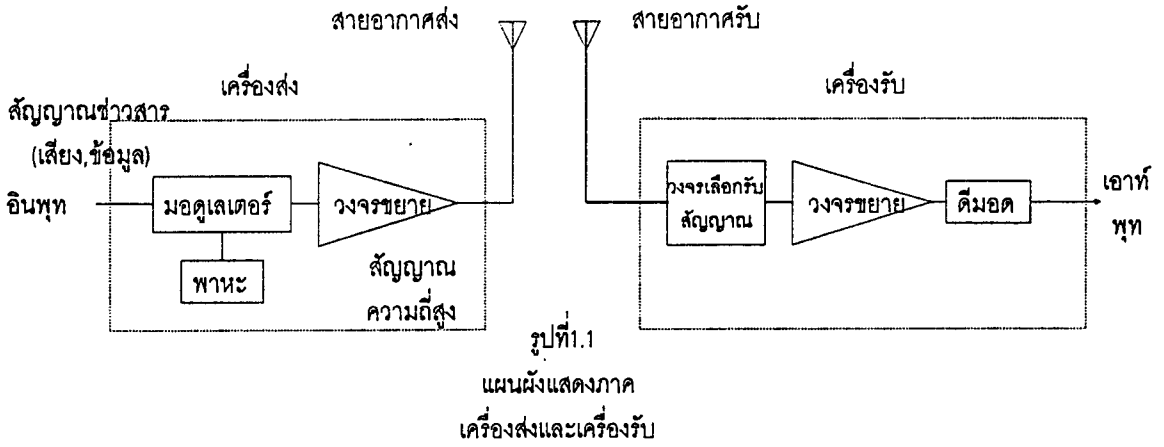 สายอากาศส่ง
สายอากาศรับ
เครื่องส่ง
เครื่องรับ
สัญญาณข่าวสาร
(เสียง,ข้อมูล)
อินพุท
มอดูเลเตอร์
วงจรขยาย
พาหะ
สัญญาณ
ความถี่สูง
วงจรเลือกรับ
สัญญาณ
วงจรขยาย
ดีมอด
เอาท์
พุท
รูปที่1.1
แผนผังแสดงภาค
เครื่องส่งและเครื่องรับ